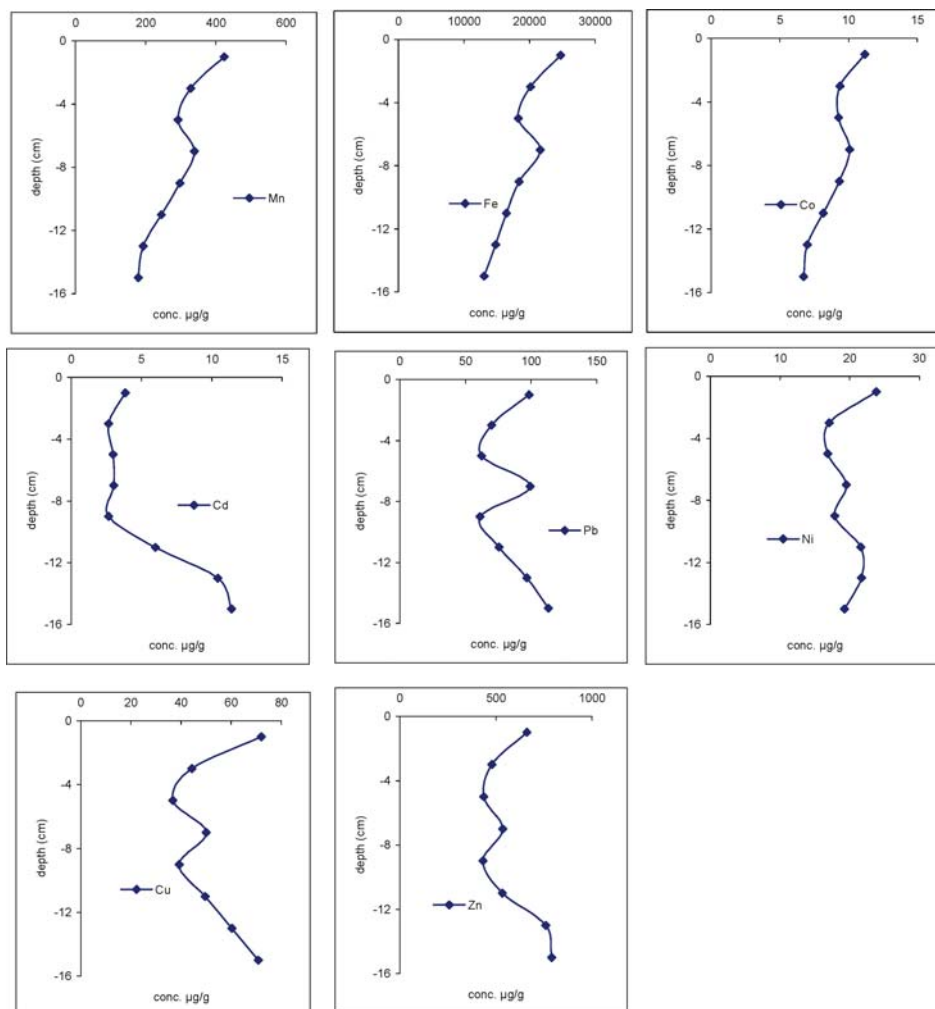 0 200 400 600
0
-4
-8
-12
-16
depth (cm)
Mn
conc. µg/g
10000 20000 30000
0
-4
-8
-12
-16
depth (cm)
Fe
conc. µg/g
0 5 10 15
0
-4
-8
-12
-16
depth (cm)
Co
conc. µg/g
0 5 10 15
0
-4
-8
-12
-16
depth (cm)
Cd
conc. µg/g
0 50 100 150
0
-4
-8
-12
-16
depth (cm)
Pb
conc. µg/g
0 10 20 30
0
-4
-8
-12
-16
depth (cm)
Ni
conc. µg/g
0 20 40 60 80
0
-4
-8
-12
-16
depth (cm)
Cu
conc. µg/g
0 500 1000
0
-4
-8
-12
-16
depth (cm)
Zn
conc. µg/g